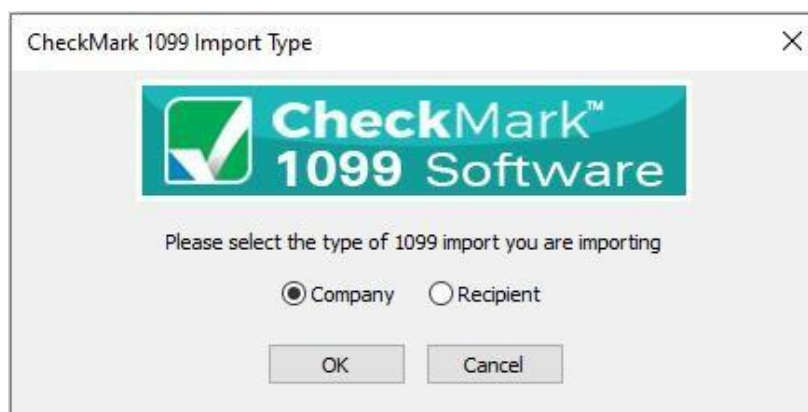 CheckMark 1099 Import Type
CheckMark™
1099 Software
Please select the type of 1099 import you are importing
Company Recipient
OK Cancel